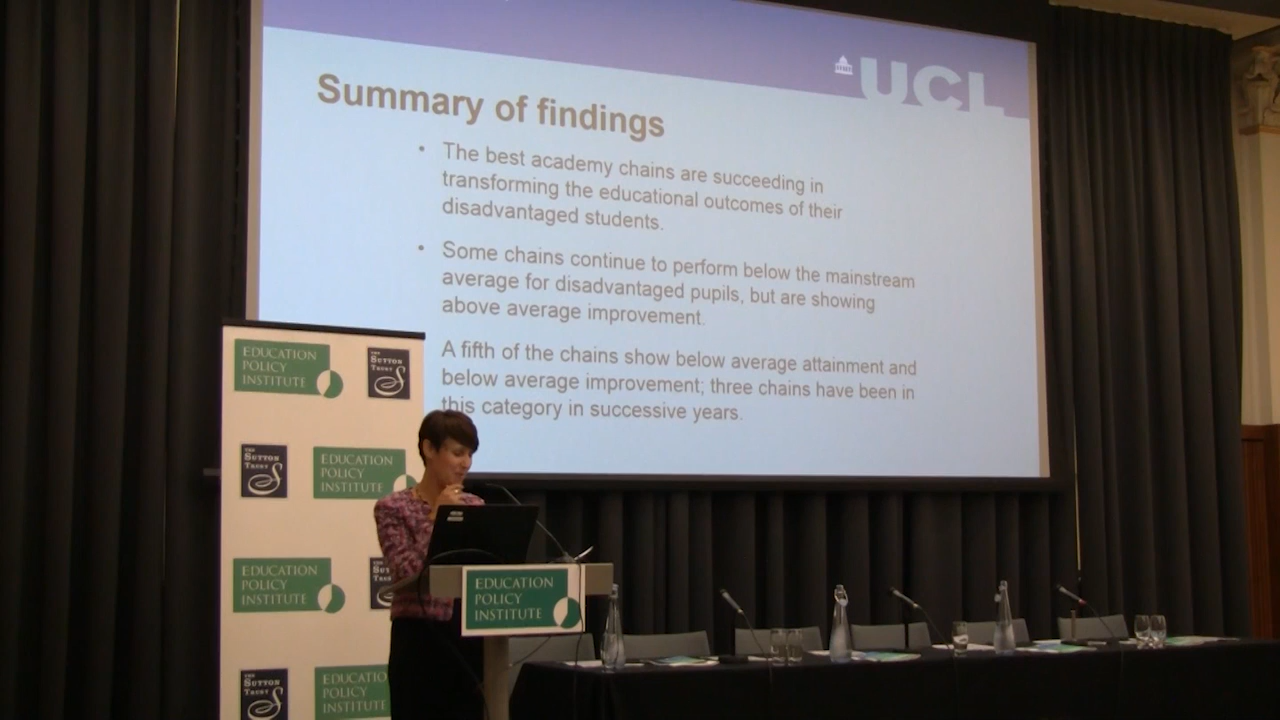 UCL
Summary of findings
• The best academy chains are succeeding in
transforming the educational outcomes of their
disadvantaged students.
• Some chains continue to perform below the mainstream
average for disadvantaged pupils, but are showing
above average improvement.
A fifth of the chains show below average attainment and
below average improvement; three chains have been in
this category in successive years.
EDUCATION
POLICY
INSTITUTE
THE
SUTTON
TRUST
THE
SUTTON
TRUST
EDUCATION
POLICY
INSTITUTE
EDUCATION
POLICY
INSTITUTE
THE
SUT
TRU
EDUCATION
POLICY
INSTITUTE
THE
SUTTON
TRUST
EDUCATIO
POLICY
INSTITUTE